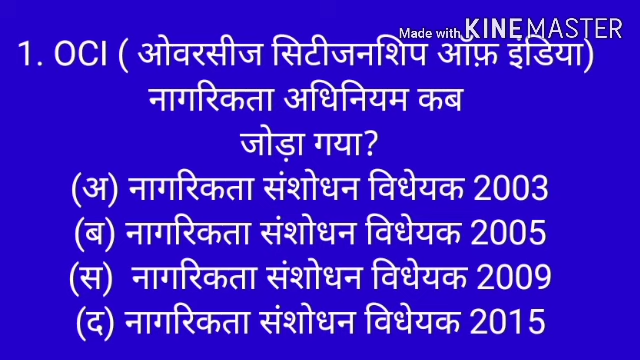 Made with KINEMASTER
1. OCI ( ओवरसीज सिटीजनशिप ऑफ़ इंडिया)
नागरिकता अधिनियम कब
जोड़ा गया?
(अ) नागरिकता संशोधन विधेयक 2003
(ब) नागरिकता संशोधन विधेयक 2005
(स) नागरिकता संशोधन विधेयक 2009
(द) नागरिकता संशोधन विधेयक 2015